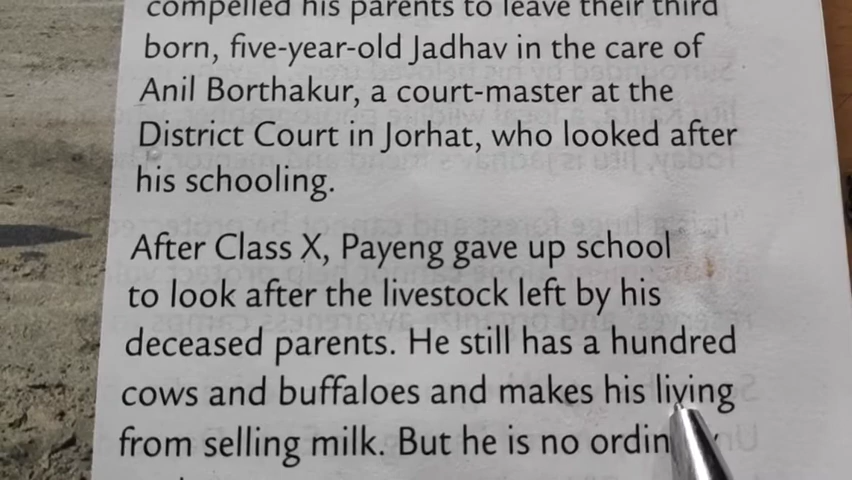 compelled his parents to leave their third
born, five-year-old Jadhav in the care of
Anil Borthakur, a court-master at the
District Court in Jorhat, who looked after
his schooling.
After Class X, Payeng gave up school
to look after the livestock left by his
deceased parents. He still has a hundred
cows and buffaloes and makes his living
from selling milk. But he is no